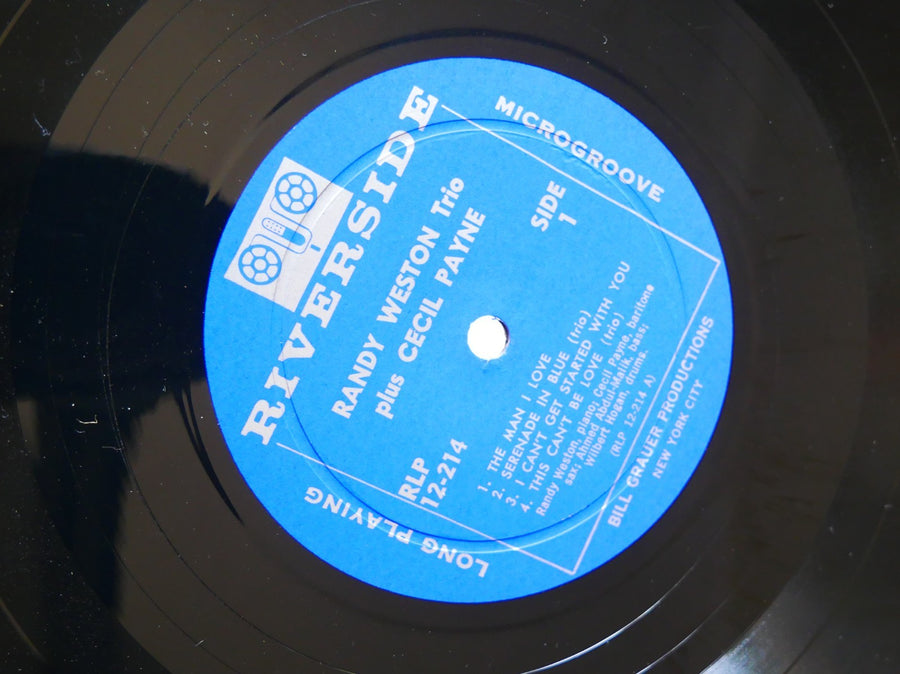 RIVERSIDE
LONG PLAYING
MICROGROOVE
RANDY WESTON Trio
plus CECIL PAYNE
RLP
12-214
SIDE
1
1. THE MAN I LOVE
2. SERENADE IN BLUE (trio)
3. I CAN'T GET STARTED WITH YOU
4. THIS CAN'T BE LOVE (trio)
Randy Weston, piano; Cecil Payne, baritone
sax; Ahmed Abdul-Malik, bass;
Wilbert Hogan, drums.
(RLP 12-214 A)
BILL GRAUER PRODUCTIONS
NEW YORK CITY